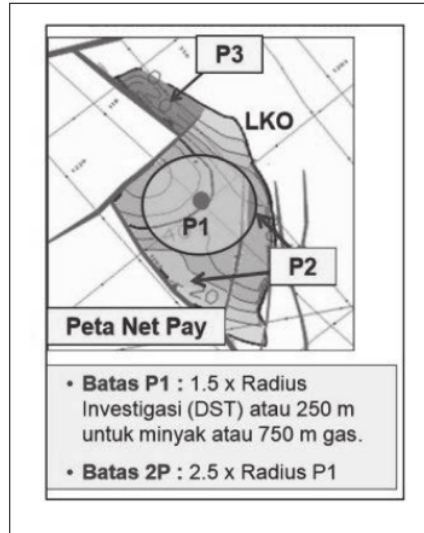 P3
LKO
P1
P2
20
Peta Net Pay
• Batas P1 : 1.5 x Radius
Investigasi (DST) atau 250 m
untuk minyak atau 750 m gas.
• Batas 2P : 2.5 x Radius P1